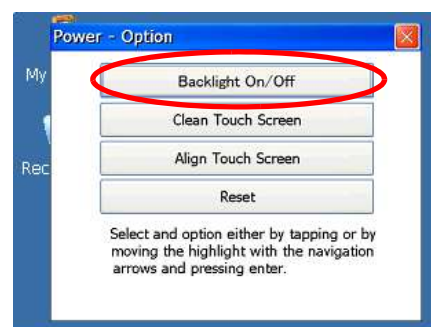 Power - Option
My
Backlight On/Off
Clean Touch Screen
Align Touch Screen
Rec
Reset
Select and option either by tapping or by
moving the highlight with the navigation
arrows and pressing enter.